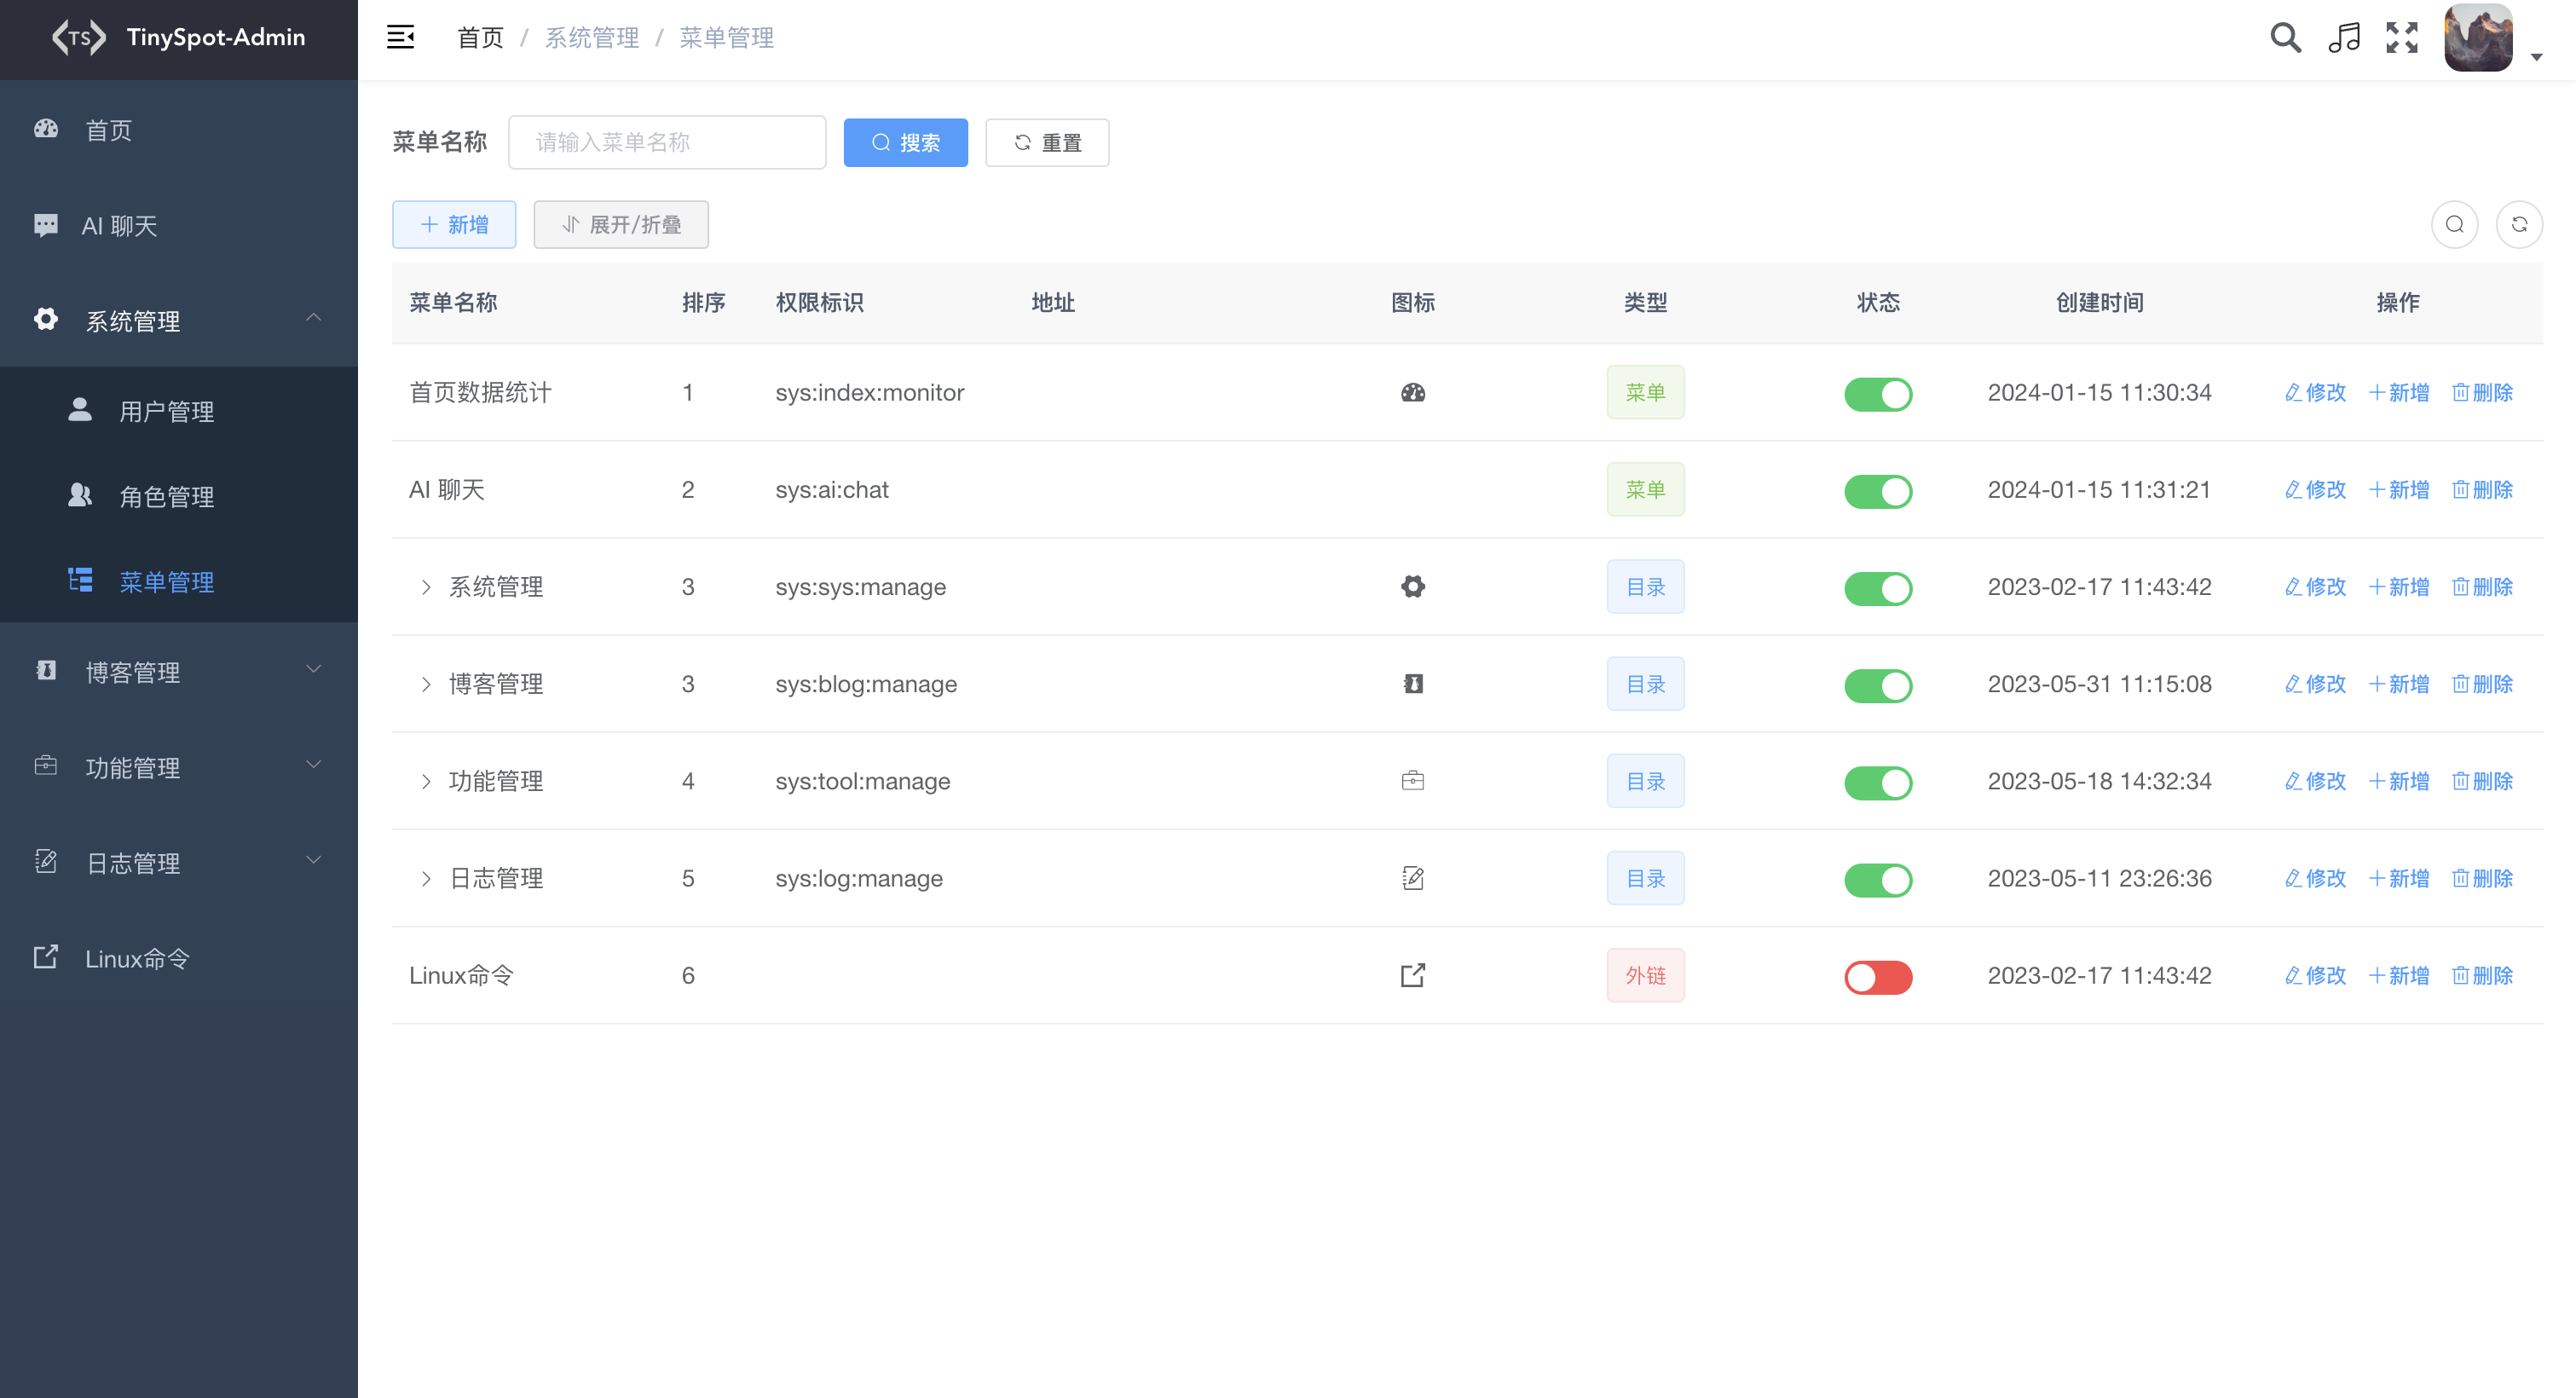 TS TinySpot-Admin
首页 / 系统管理 / 菜单管理
首页
AI 聊天
系统管理
用户管理
角色管理
菜单管理
博客管理
功能管理
日志管理
Linux命令
菜单名称 请输入菜单名称 搜索 重置
新增 展开/折叠
菜单名称 排序 权限标识 地址 图标 类型 状态 创建时间 操作
首页数据统计 1 sys:index:monitor 菜单 2024-01-15 11:30:34 修改 新增 删除
AI 聊天 2 sys:ai:chat 菜单 2024-01-15 11:31:21 修改 新增 删除
系统管理 3 sys:sys:manage 目录 2023-02-17 11:43:42 修改 新增 删除
博客管理 3 sys:blog:manage 目录 2023-05-31 11:15:08 修改 新增 删除
功能管理 4 sys:tool:manage 目录 2023-05-18 14:32:34 修改 新增 删除
日志管理 5 sys:log:manage 目录 2023-05-11 23:26:36 修改 新增 删除
Linux命令 6 外链 2023-02-17 11:43:42 修改 新增 删除